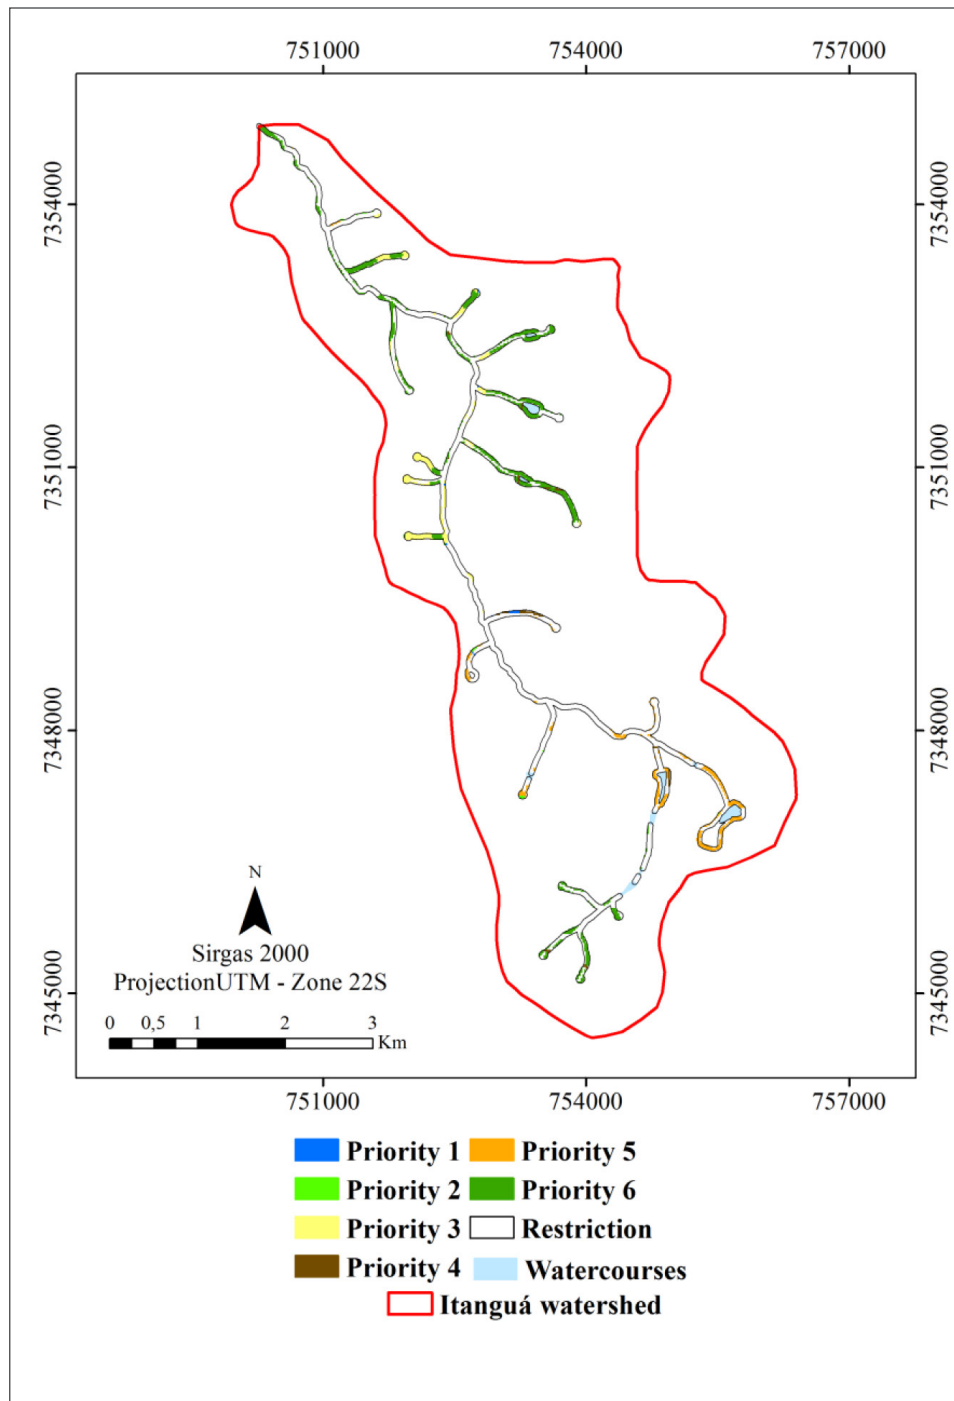 751000 754000 757000
7354000 7354000
7351000 7351000
7348000 7348000
7345000 7345000
N
Sirgas 2000
ProjectionUTM - Zone 22S
0 0,5 1 2 3
Km
751000 754000 757000
Priority 1 Priority 5
Priority 2 Priority 6
Priority 3 Restriction
Priority 4 Watercourses
Itanguá watershed